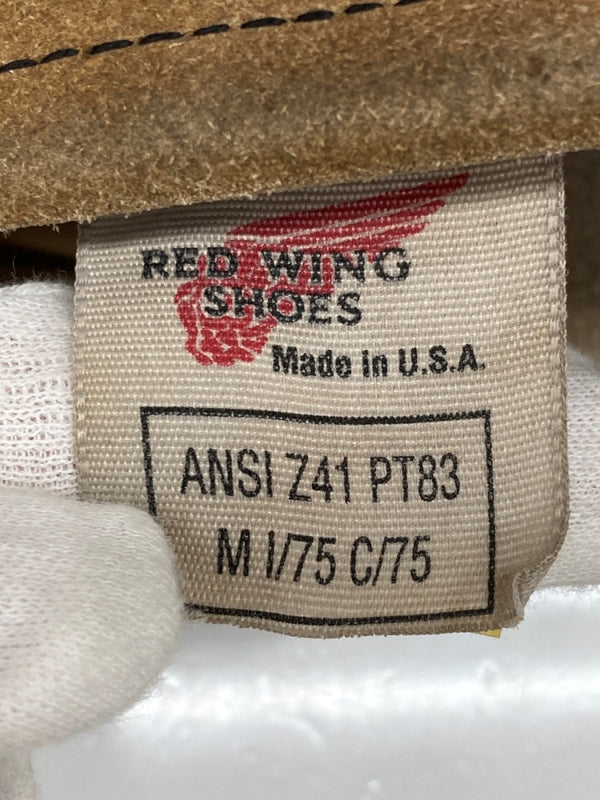 RED WING
SHOES
Made in U.S.A.
ANSI Z41 PT83
M I/75 C/75